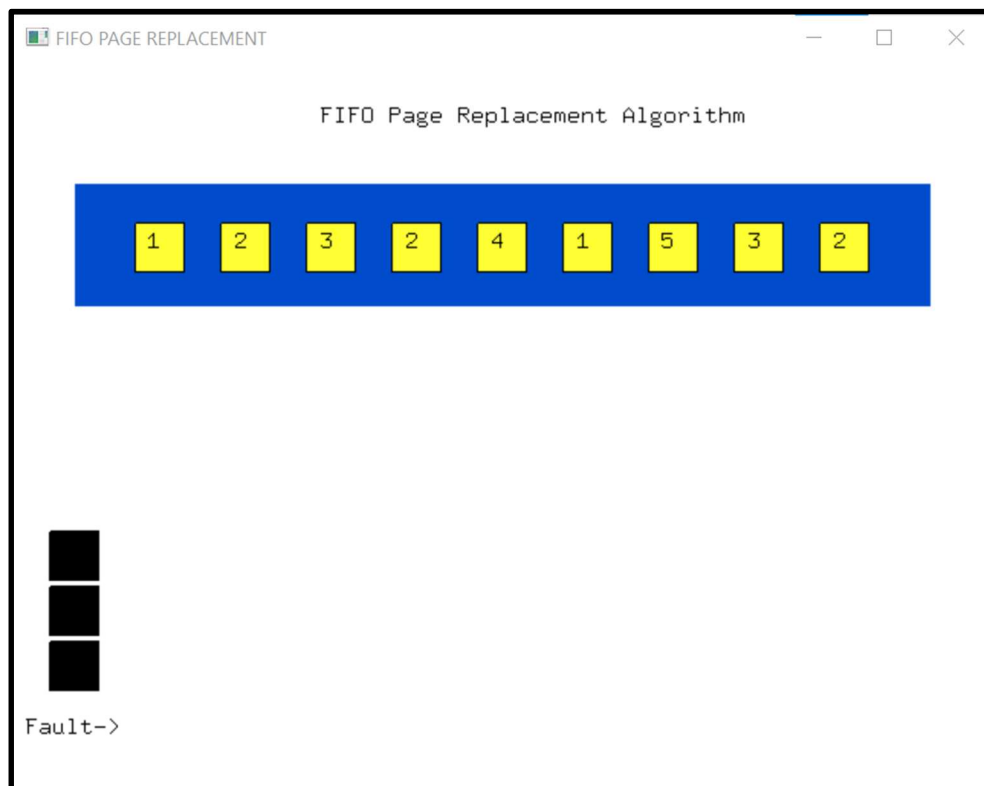 FIFO PAGE REPLACEMENT
FIFO Page Replacement Algorithm
1 2 3 2 4 1 5 3 2
Fault->